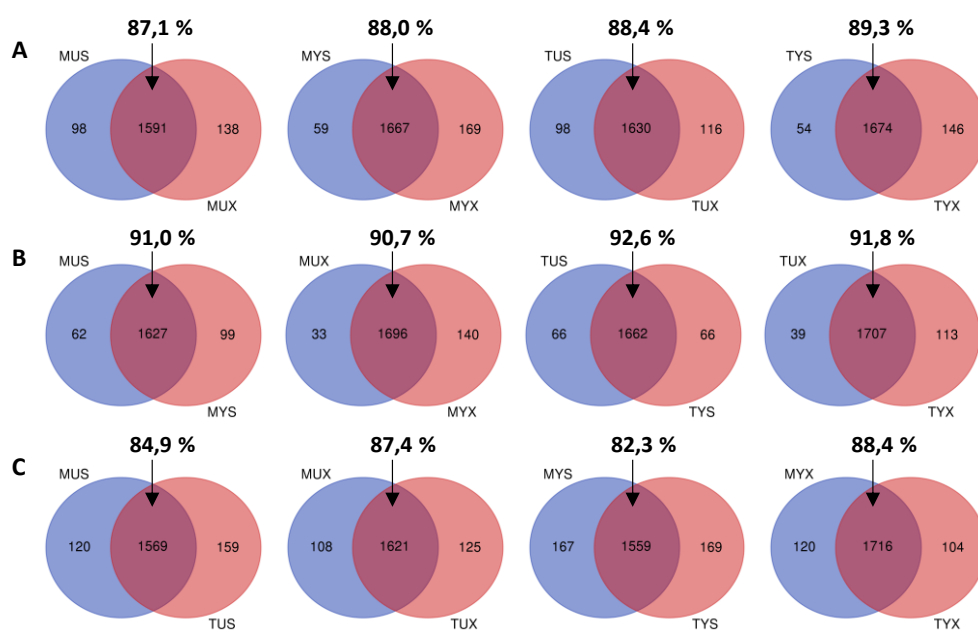 87,1 % 88,0 % 88,4 % 89,3 %
A MUS MYS TUS TYS
98 1591 138 59 1667 169 98 1630 116 54 1674 146
MUX MYX TUX TYX
91,0 % 90,7 % 92,6 % 91,8 %
B MUS MUX TUS TUX
62 1627 99 33 1696 140 66 1662 66 39 1707 113
MYS MYX TYS TYX
84,9 % 87,4 % 82,3 % 88,4 %
C MUS MUX MYS MYX
120 1569 159 108 1621 125 167 1559 169 120 1716 104
TUS TUX TYS TYX